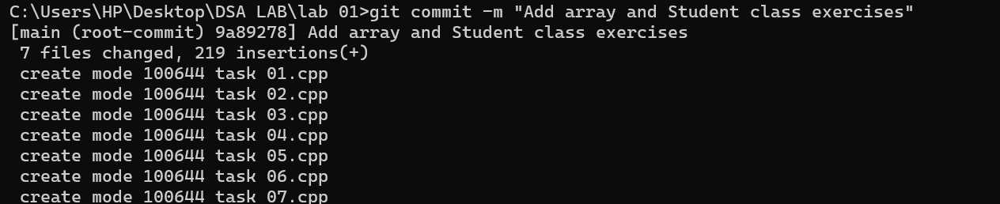 C:\Users\HP\Desktop\DSA LAB\lab 01>git commit -m "Add array and Student class exercises"
[main (root-commit) 9a89278] Add array and Student class exercises
 7 files changed, 219 insertions(+)
 create mode 100644 task 01.cpp
 create mode 100644 task 02.cpp
 create mode 100644 task 03.cpp
 create mode 100644 task 04.cpp
 create mode 100644 task 05.cpp
 create mode 100644 task 06.cpp
 create mode 100644 task 07.cpp